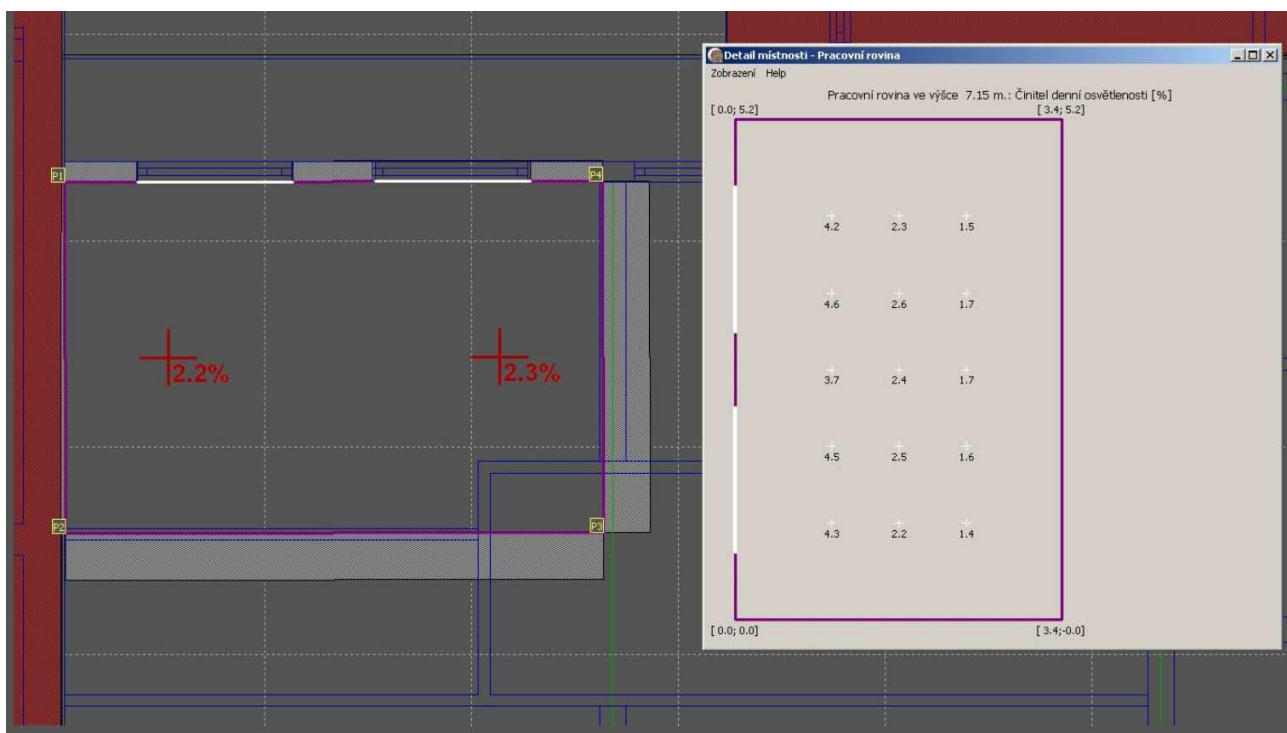 P1
P4
2.2%
2.3%
P2
P3
Detail místnosti - Pracovní rovina
Zobrazení Help
Pracovní rovina ve výšce 7.15 m.: Činitel denní osvětlenosti [%]
[ 0.0; 5.2] [ 3.4; 5.2]
4.2 2.3 1.5
4.6 2.6 1.7
3.7 2.4 1.7
4.5 2.5 1.6
4.3 2.2 1.4
[ 0.0; 0.0] [ 3.4;-0.0]